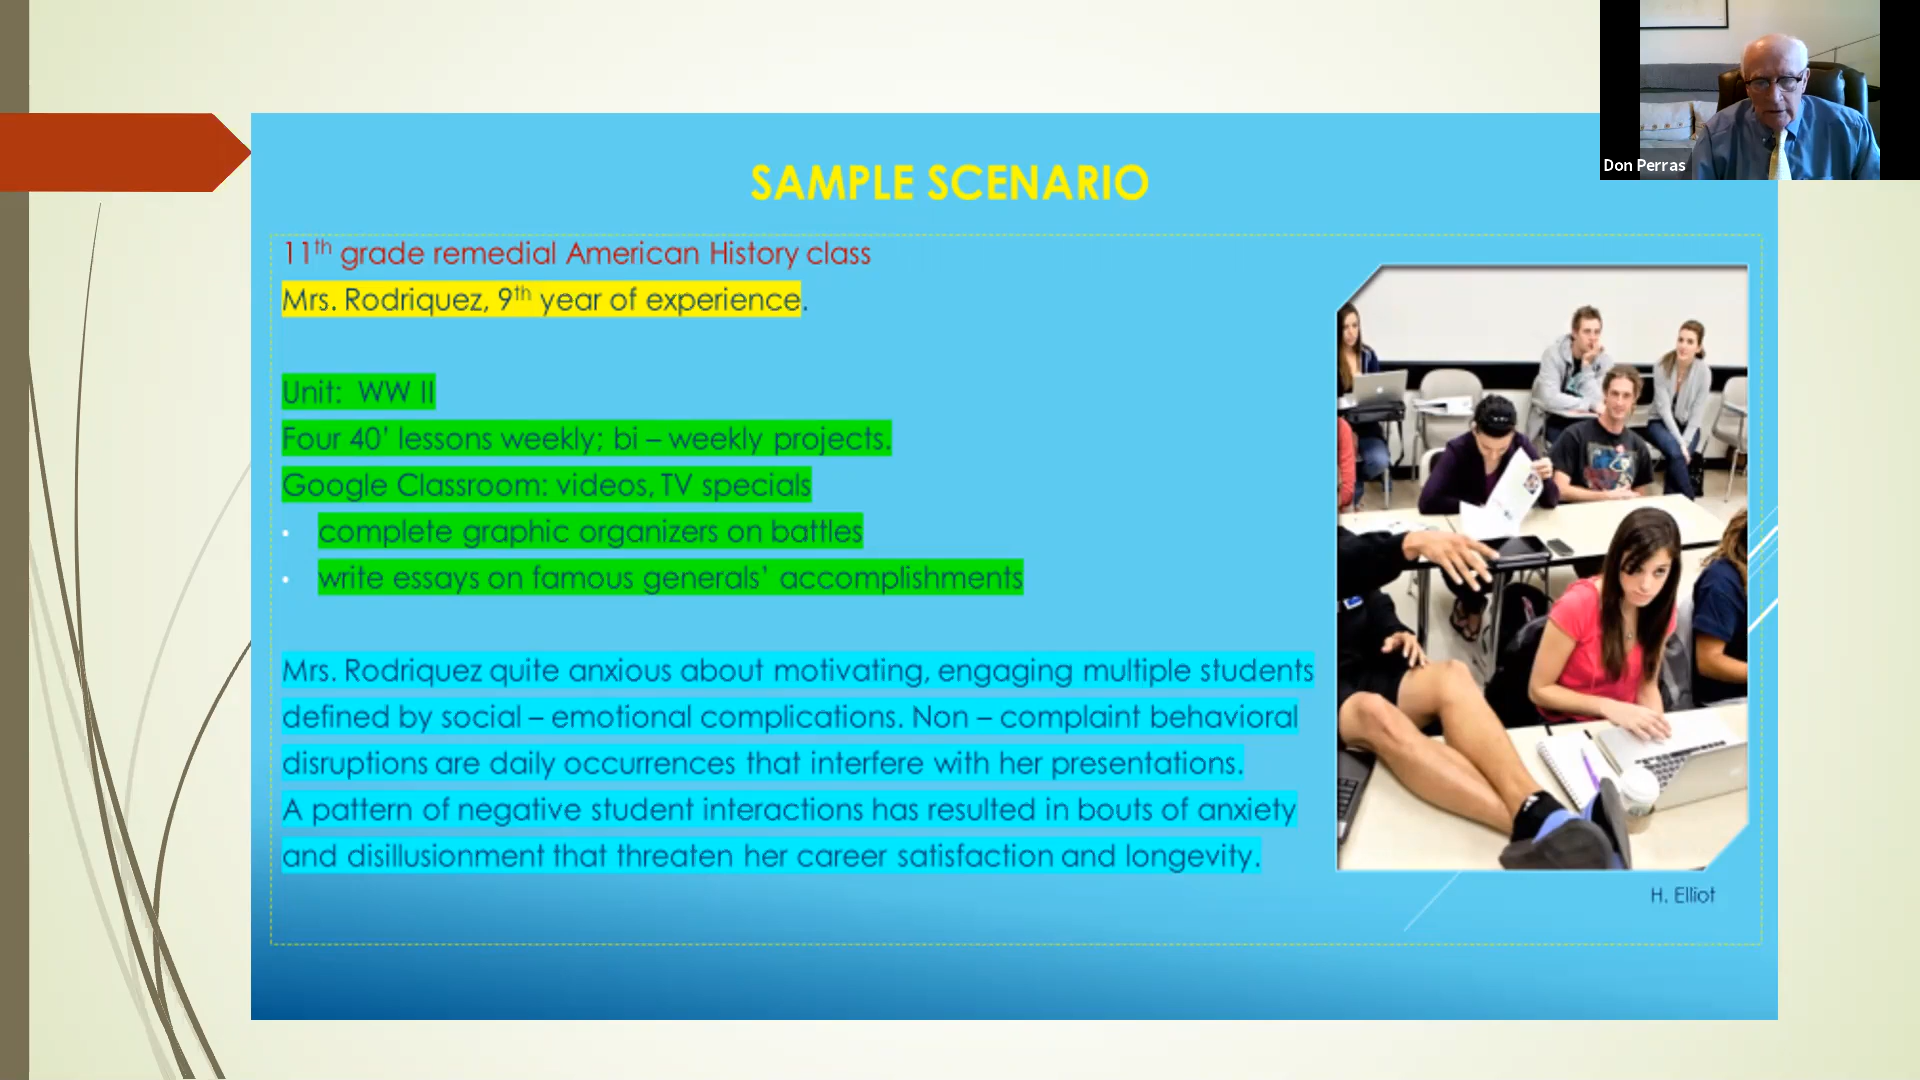 SAMPLE SCENARIO
11th grade remedial American History class
Mrs. Rodriquez, 9th year of experience.
Unit: WW II
Four 40’ lessons weekly; bi – weekly projects.
Google Classroom: videos, TV specials
• complete graphic organizers on battles
• write essays on famous generals’ accomplishments
Mrs. Rodriquez quite anxious about motivating, engaging multiple students
defined by social – emotional complications. Non – complaint behavioral
disruptions are daily occurrences that interfere with her presentations.
A pattern of negative student interactions has resulted in bouts of anxiety
and disillusionment that threaten her career satisfaction and longevity.
H. Elliot
Don Perras